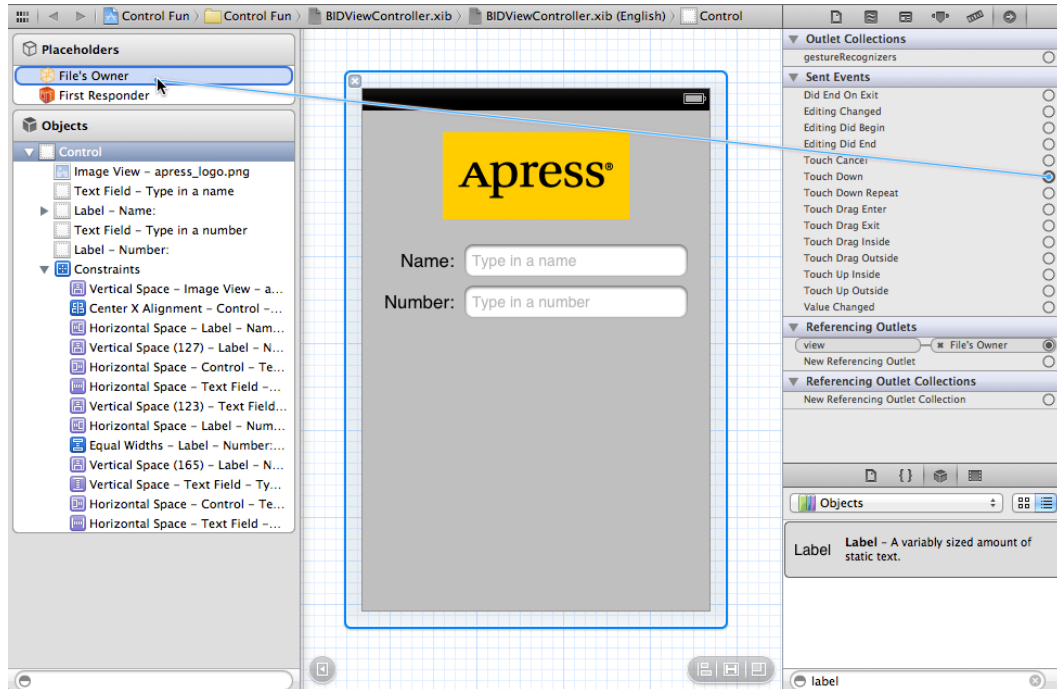 Control Fun
Control Fun
BIDViewController.xib
BIDViewController.xib (English)
Control
Placeholders
File's Owner
First Responder
Objects
Control
Image View – apress_logo.png
Text Field – Type in a name
Label – Name:
Text Field – Type in a number
Label – Number:
Constraints
Vertical Space – Image View – a...
Center X Alignment – Control –...
Horizontal Space – Label – Nam...
Vertical Space (127) – Label – N...
Horizontal Space – Control – Te...
Horizontal Space – Text Field –...
Vertical Space (123) – Text Field...
Horizontal Space – Label – Num...
Equal Widths – Label – Number:...
Vertical Space (165) – Label – N...
Vertical Space – Text Field – Ty...
Horizontal Space – Control – Te...
Horizontal Space – Text Field –...
Apress®
Name:
Type in a name
Number:
Type in a number
Outlet Collections
gestureRecognizers
Sent Events
Did End On Exit
Editing Changed
Editing Did Begin
Editing Did End
Touch Cancel
Touch Down
Touch Down Repeat
Touch Drag Enter
Touch Drag Exit
Touch Drag Inside
Touch Drag Outside
Touch Up Inside
Touch Up Outside
Value Changed
Referencing Outlets
view
File's Owner
New Referencing Outlet
Referencing Outlet Collections
New Referencing Outlet Collection
{}
Objects
Label
Label – A variably sized amount of
static text.
label